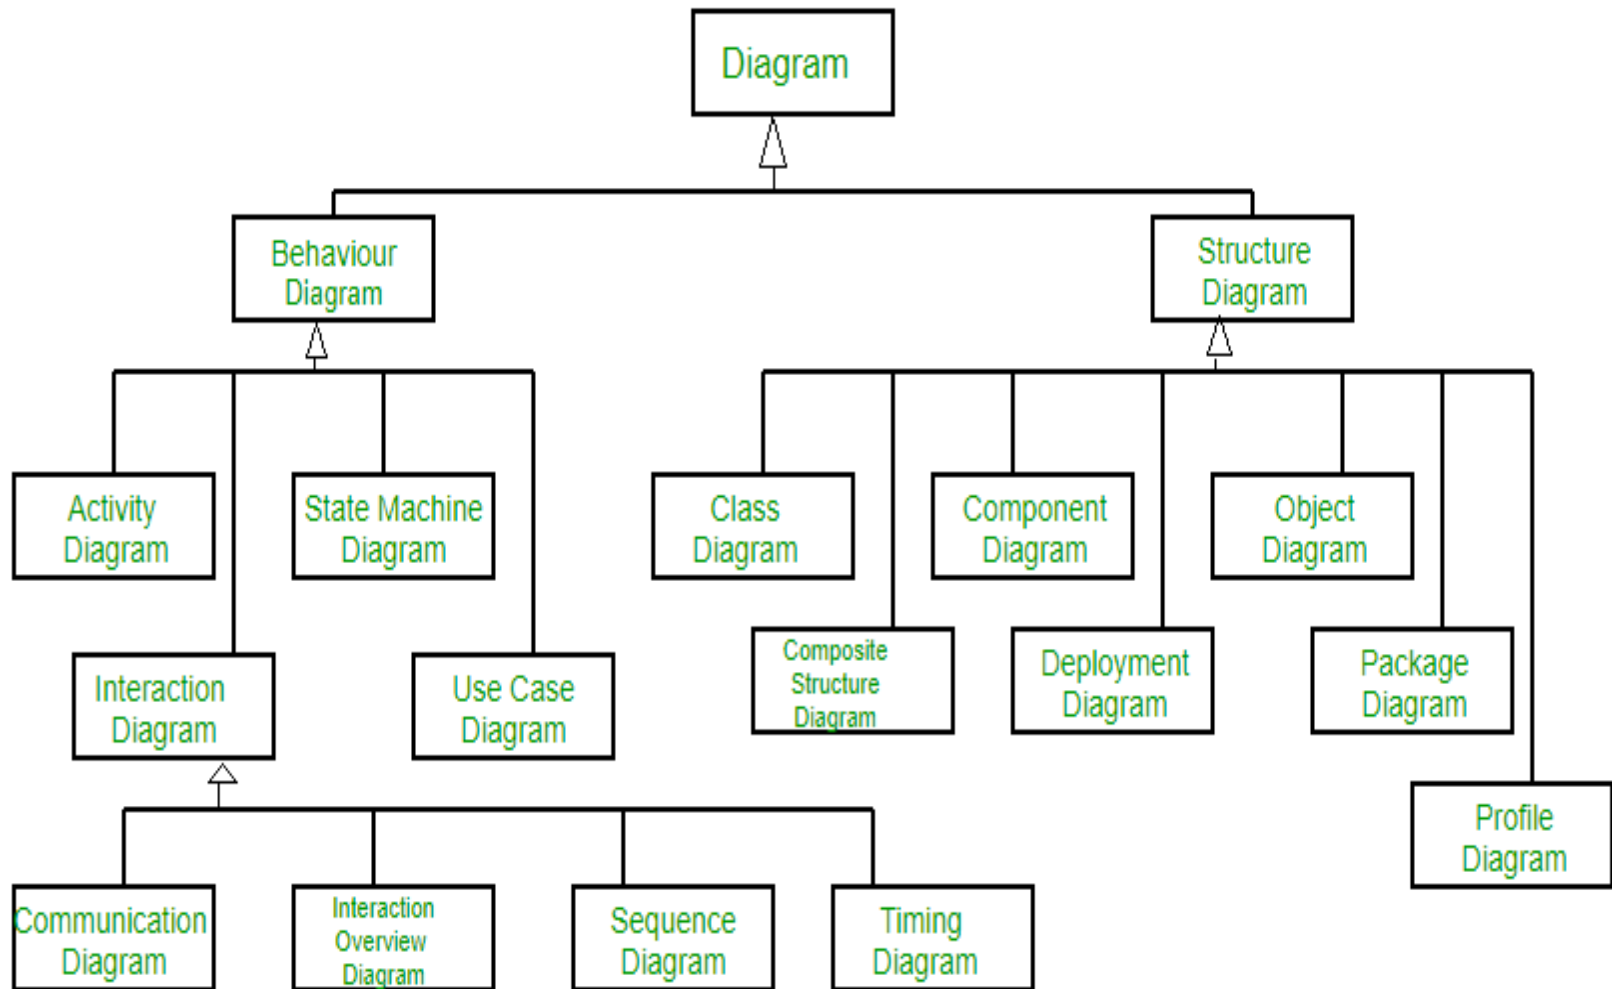 Diagram
Behaviour
Diagram
Structure
Diagram
Activity
Diagram
State Machine
Diagram
Class
Diagram
Component
Diagram
Object
Diagram
Interaction
Diagram
Use Case
Diagram
Composite
Structure
Diagram
Deployment
Diagram
Package
Diagram
Profile
Diagram
Communication
Diagram
Interaction
Overview
Diagram
Sequence
Diagram
Timing
Diagram